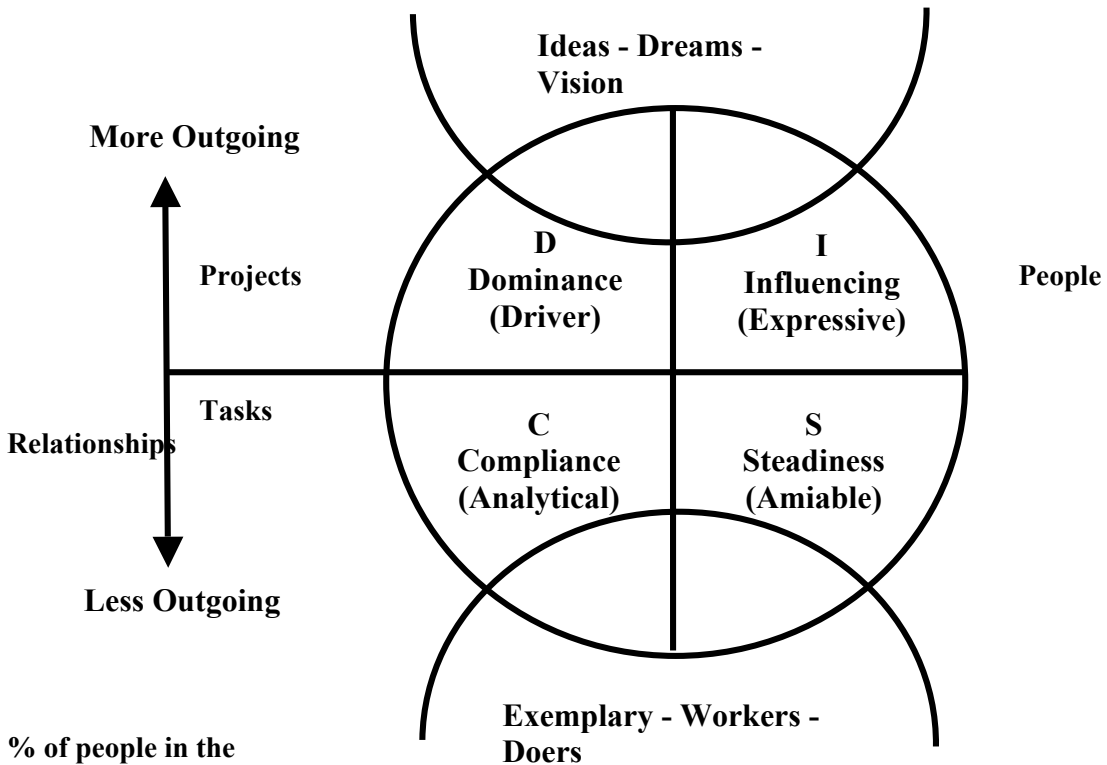 Ideas - Dreams -
Vision
More Outgoing
Projects
D
Dominance
(Driver)
I
Influencing
(Expressive)
People
Tasks
Relationships
C
Compliance
(Analytical)
S
Steadiness
(Amiable)
Less Outgoing
Exemplary - Workers -
Doers
% of people in the